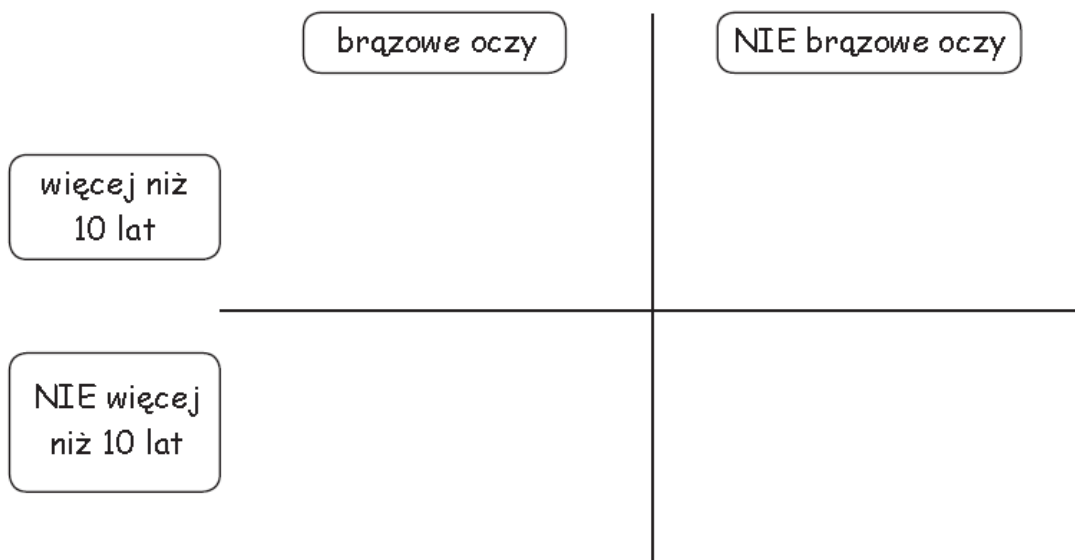 brązowe oczy
NIE brązowe oczy
więcej niż
10 lat
NIE więcej
niż 10 lat